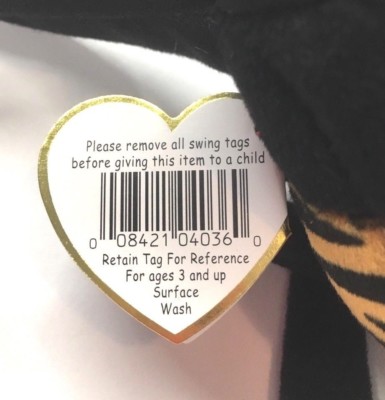 Please remove all swing tags
before giving this item to a child
0 08421 04036 0
Retain Tag For Reference
For ages 3 and up
Surface
Wash